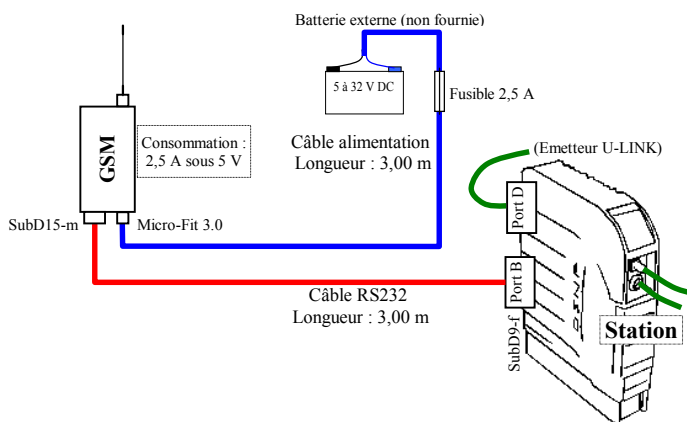 Batterie externe (non fournie)
5 à 32 V DC
Fusible 2,5 A
GSM
Consommation :
2,5 A sous 5 V
Câble alimentation
Longueur : 3,00 m
(Emetteur U-LINK)
SubD15-m
Micro-Fit 3.0
Port D
Port B
Câble RS232
Longueur : 3,00 m
SubD9-f
Station